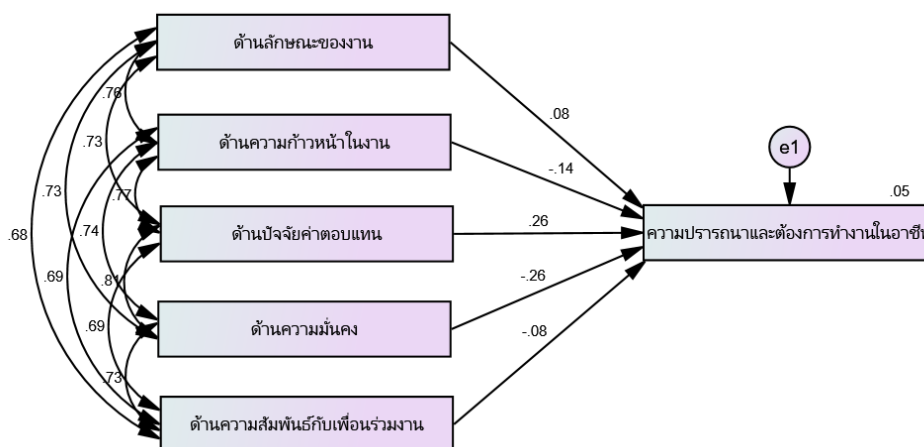 ด้านลักษณะของงาน
.76
.08
ด้านความก้าวหน้าในงาน
.73
e1
.77
-.14
.73
.05
.68
.74
ด้านปัจจัยค่าตอบแทน
.26
ความปรารถนาและต้องการทำงานในอาชีพ
.69
.81
-.26
.69
ด้านความมั่นคง
-.08
.73
ด้านความสัมพันธ์กับเพื่อนร่วมงาน